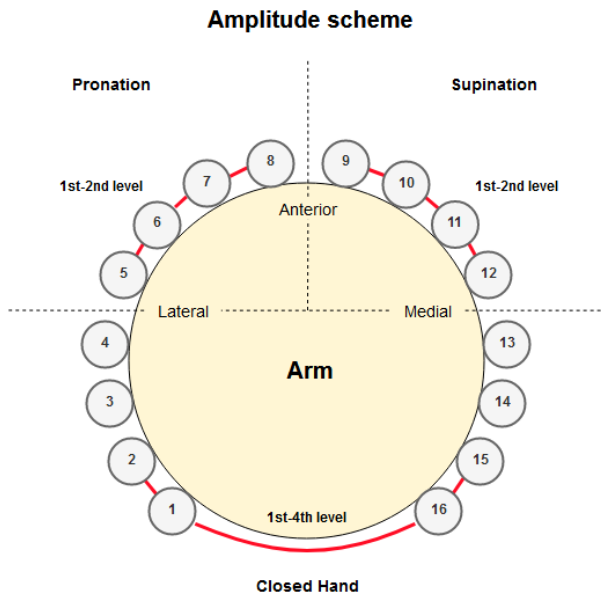 Amplitude scheme
Pronation
Supination
8
9
7
10
1st-2nd level
1st-2nd level
Anterior
6
11
5
12
Lateral
Medial
4
13
Arm
3
14
2
15
1
16
1st-4th level
Closed Hand